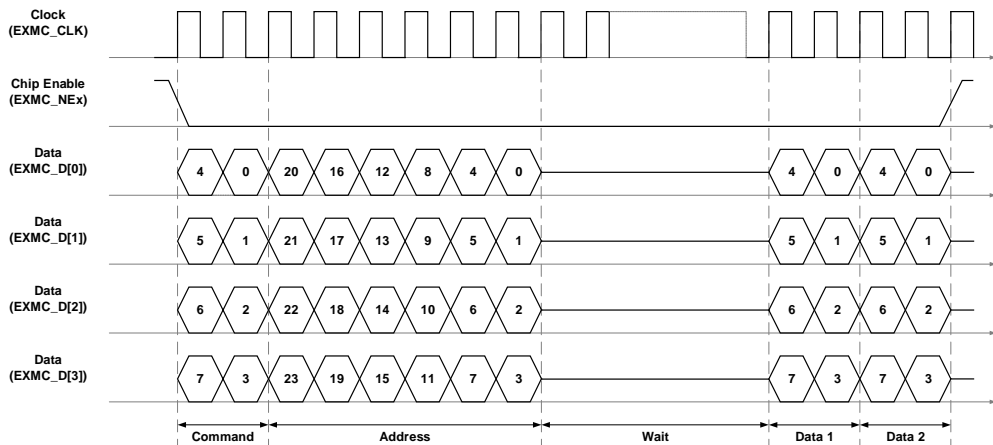 Clock
(EXMC_CLK)
Chip Enable
(EXMC_NEx)
Data
(EXMC_D[0])
4 0 20 16 12 8 4 0 4 0 4 0
Data
(EXMC_D[1])
5 1 21 17 13 9 5 1 5 1 5 1
Data
(EXMC_D[2])
6 2 22 18 14 10 6 2 6 2 6 2
Data
(EXMC_D[3])
7 3 23 19 15 11 7 3 7 3 7 3
Command Address Wait Data 1 Data 2